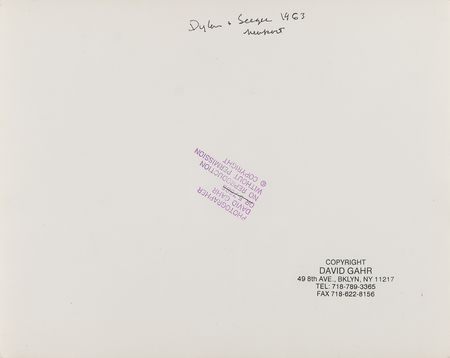 Dylan & Seeger 1963
Newport
PHOTOGRAPHER
DAVID GAHR
NO REPRODUCTION
WITHOUT PERMISSION
© COPYRIGHT
COPYRIGHT
DAVID GAHR
49 8th AVE., BKLYN, NY 11217
TEL: 718-789-3365
FAX 718-622-8156